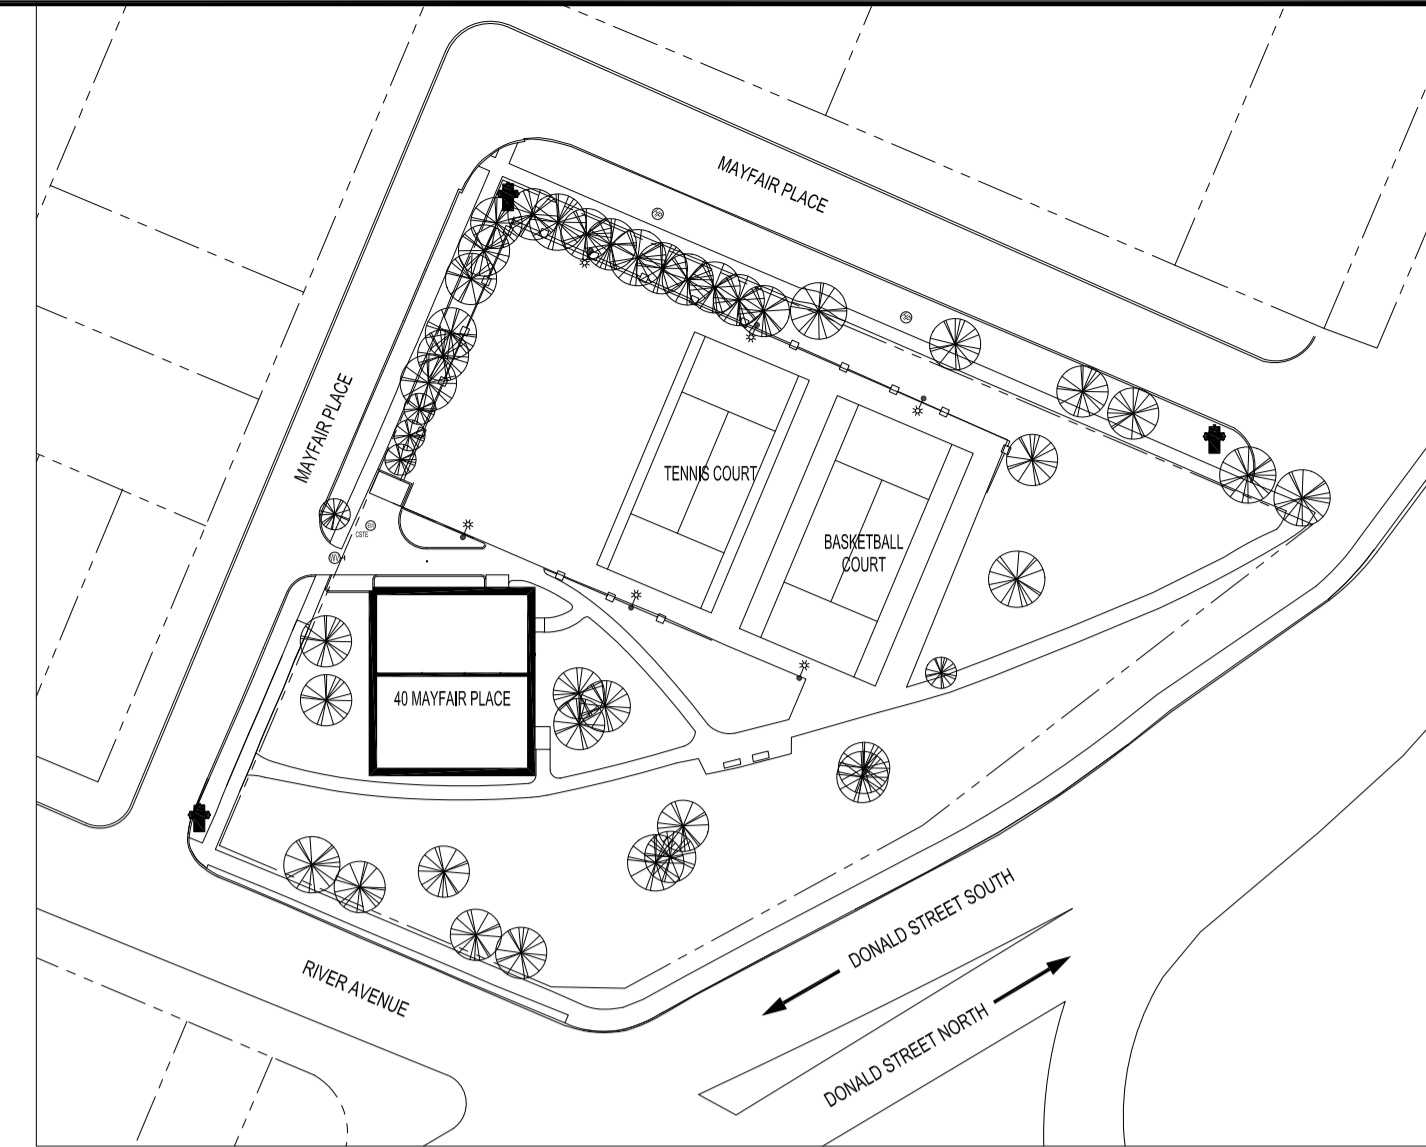 MAYFAIR PLACE
MAYFAIR PLACE
TENNIS COURT
BASKETBALL
COURT
CSTE
40 MAYFAIR PLACE
DONALD STREET SOUTH
RIVER AVENUE
DONALD STREET NORTH